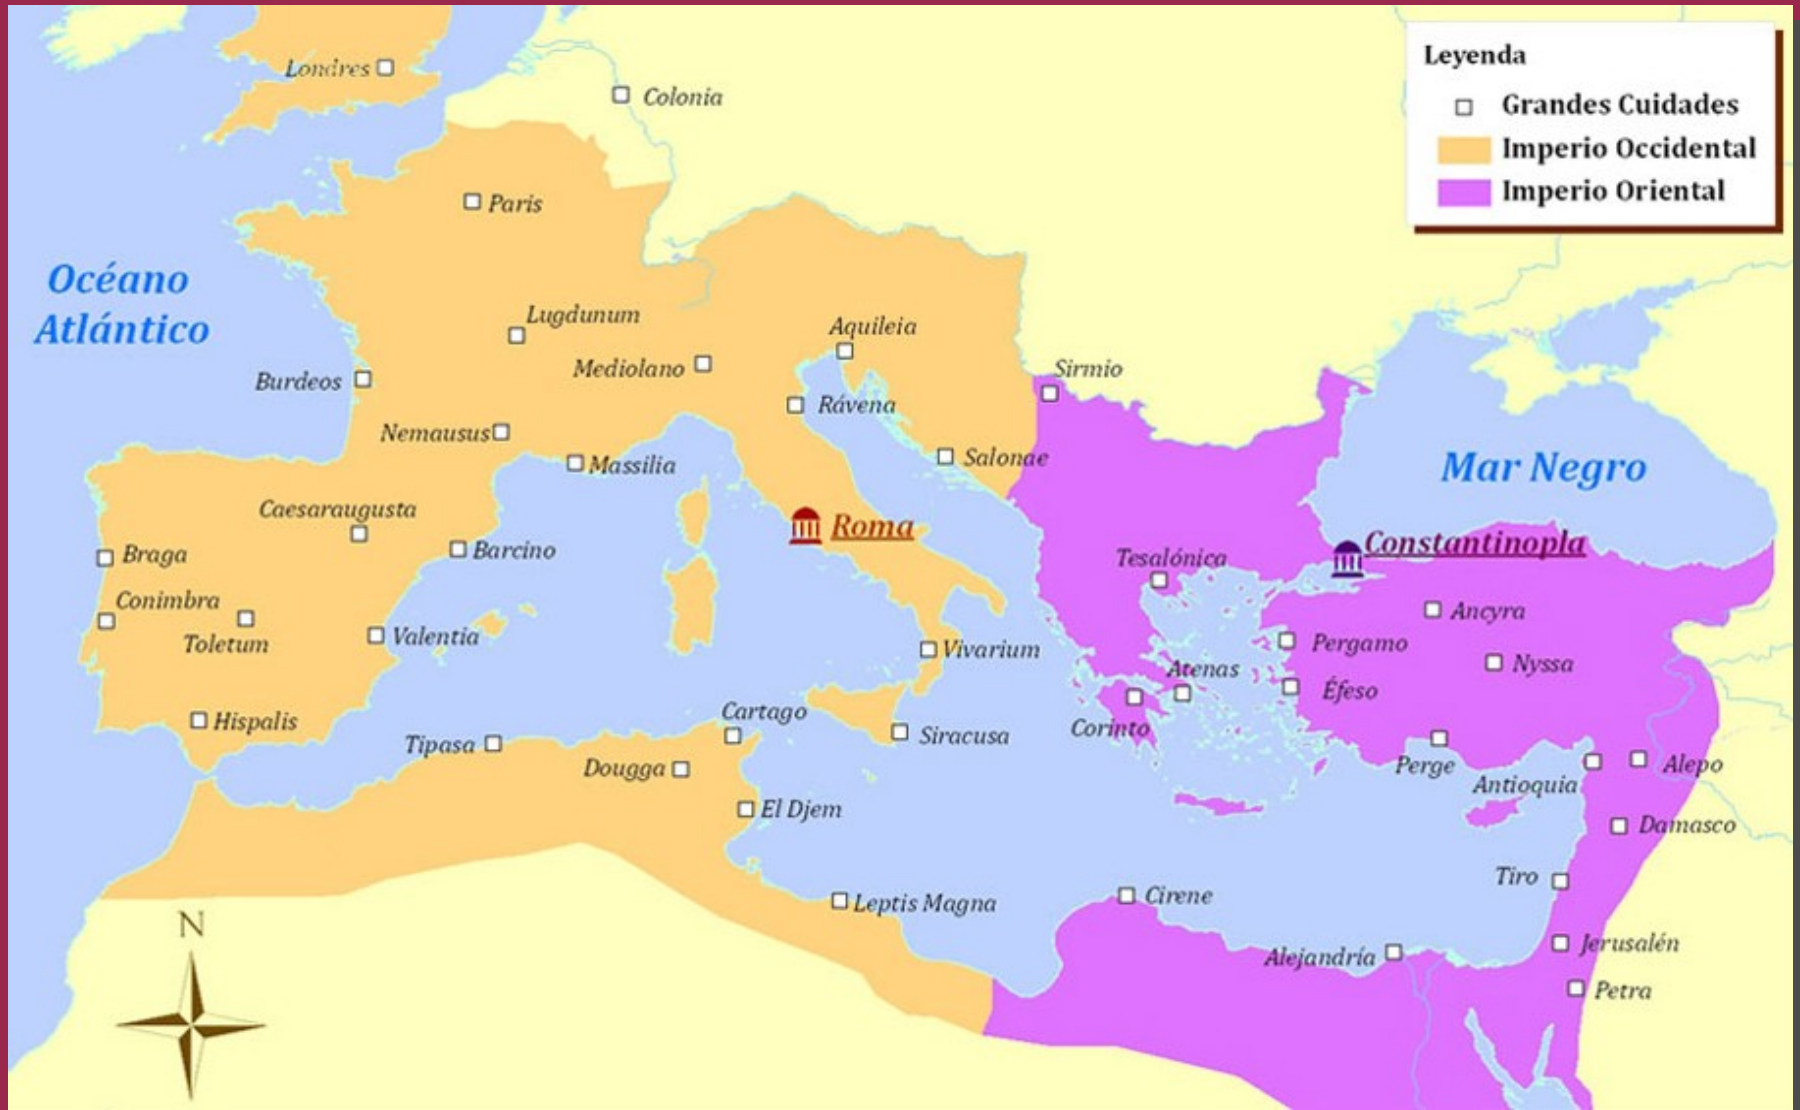 Leyenda
Grandes Cuidades
Imperio Occidental
Imperio Oriental
Londres
Colonia
Paris
Océano
Atlántico
Lugdunum
Aquileia
Mediolano
Sirmio
Burdeos
Rávena
Nemausus
Salonae
Massilia
Mar Negro
Caesaraugusta
Roma
Constantinopla
Braga
Barcino
Tesalónica
Conimbra
Ancyra
Toletum
Valentia
Pergamo
Vivarium
Nyssa
Atenas
Éfeso
Hispalis
Cartago
Corinto
Siracusa
Tipasa
Dougga
Perge
Alepo
Antioquia
El Djem
Damasco
Tiro
Cirene
Leptis Magna
N
Jerusalén
Alejandría
Petra